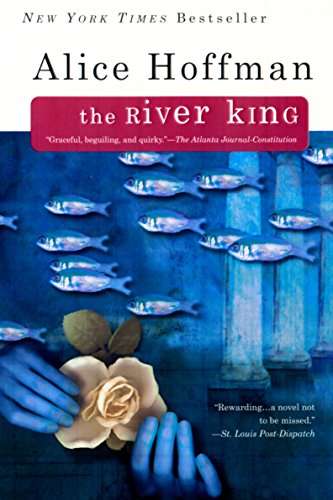 NEW YORK TIMES Bestseller
Alice Hoffman
the RiveR kiNG
"Graceful, beguiling, and quirky."—The Atlanta Journal-Constitution
"Rewarding...a novel not
to be missed."
—St. Louis Post-Dispatch